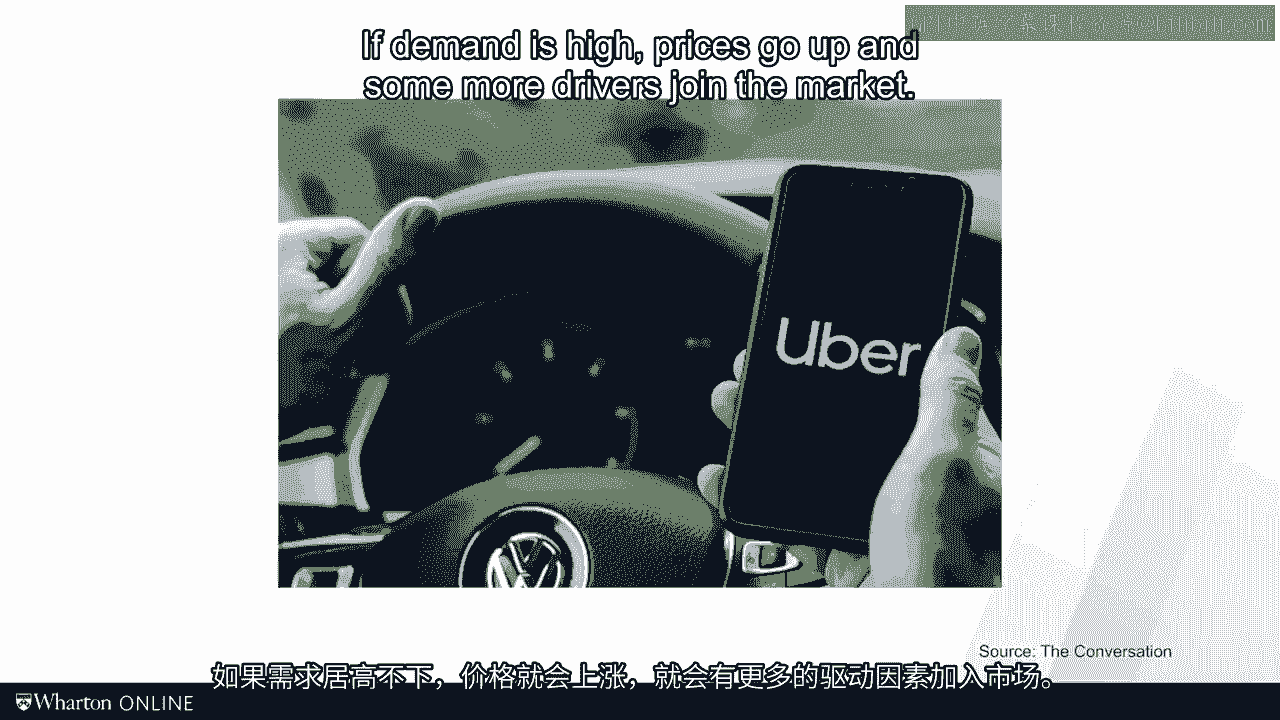 If demand is high, prices go up and
some more drivers join the market.
Uber
Source: The Conversation
如果需求居高不下，价格就会上涨，就会有更多的驱动因素加入市场。
Wharton ONLINE